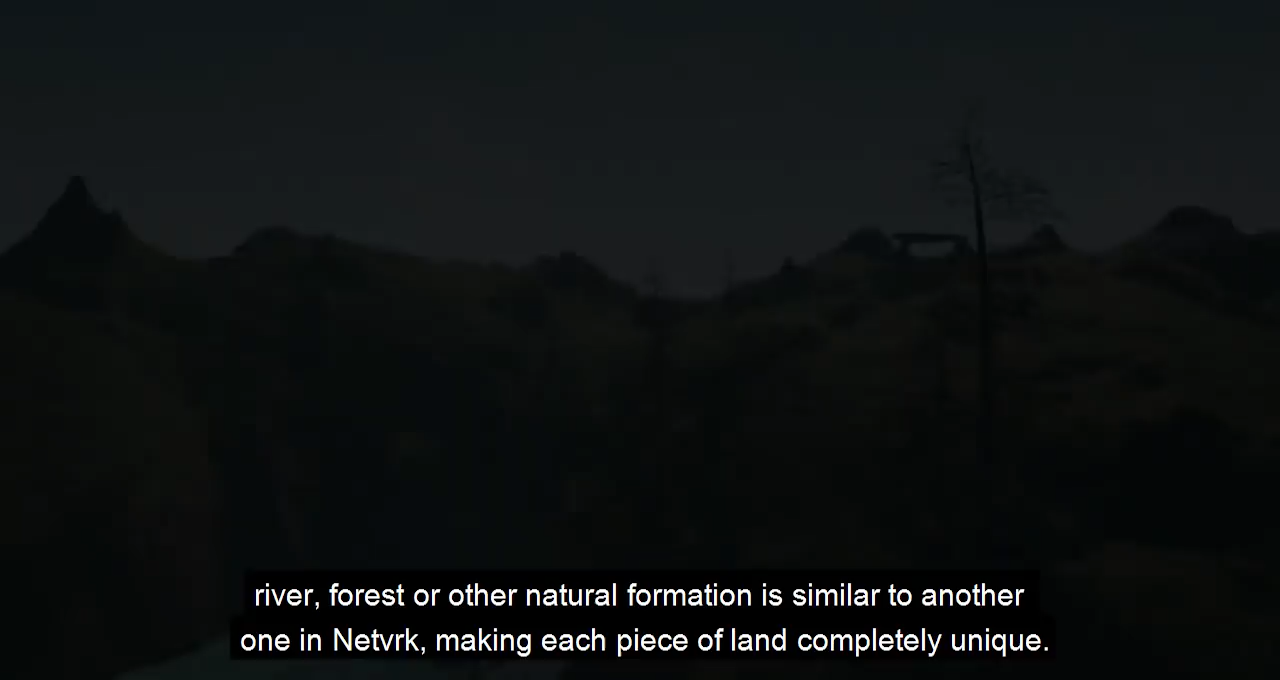 river, forest or other natural formation is similar to another
one in Netvrk, making each piece of land completely unique.